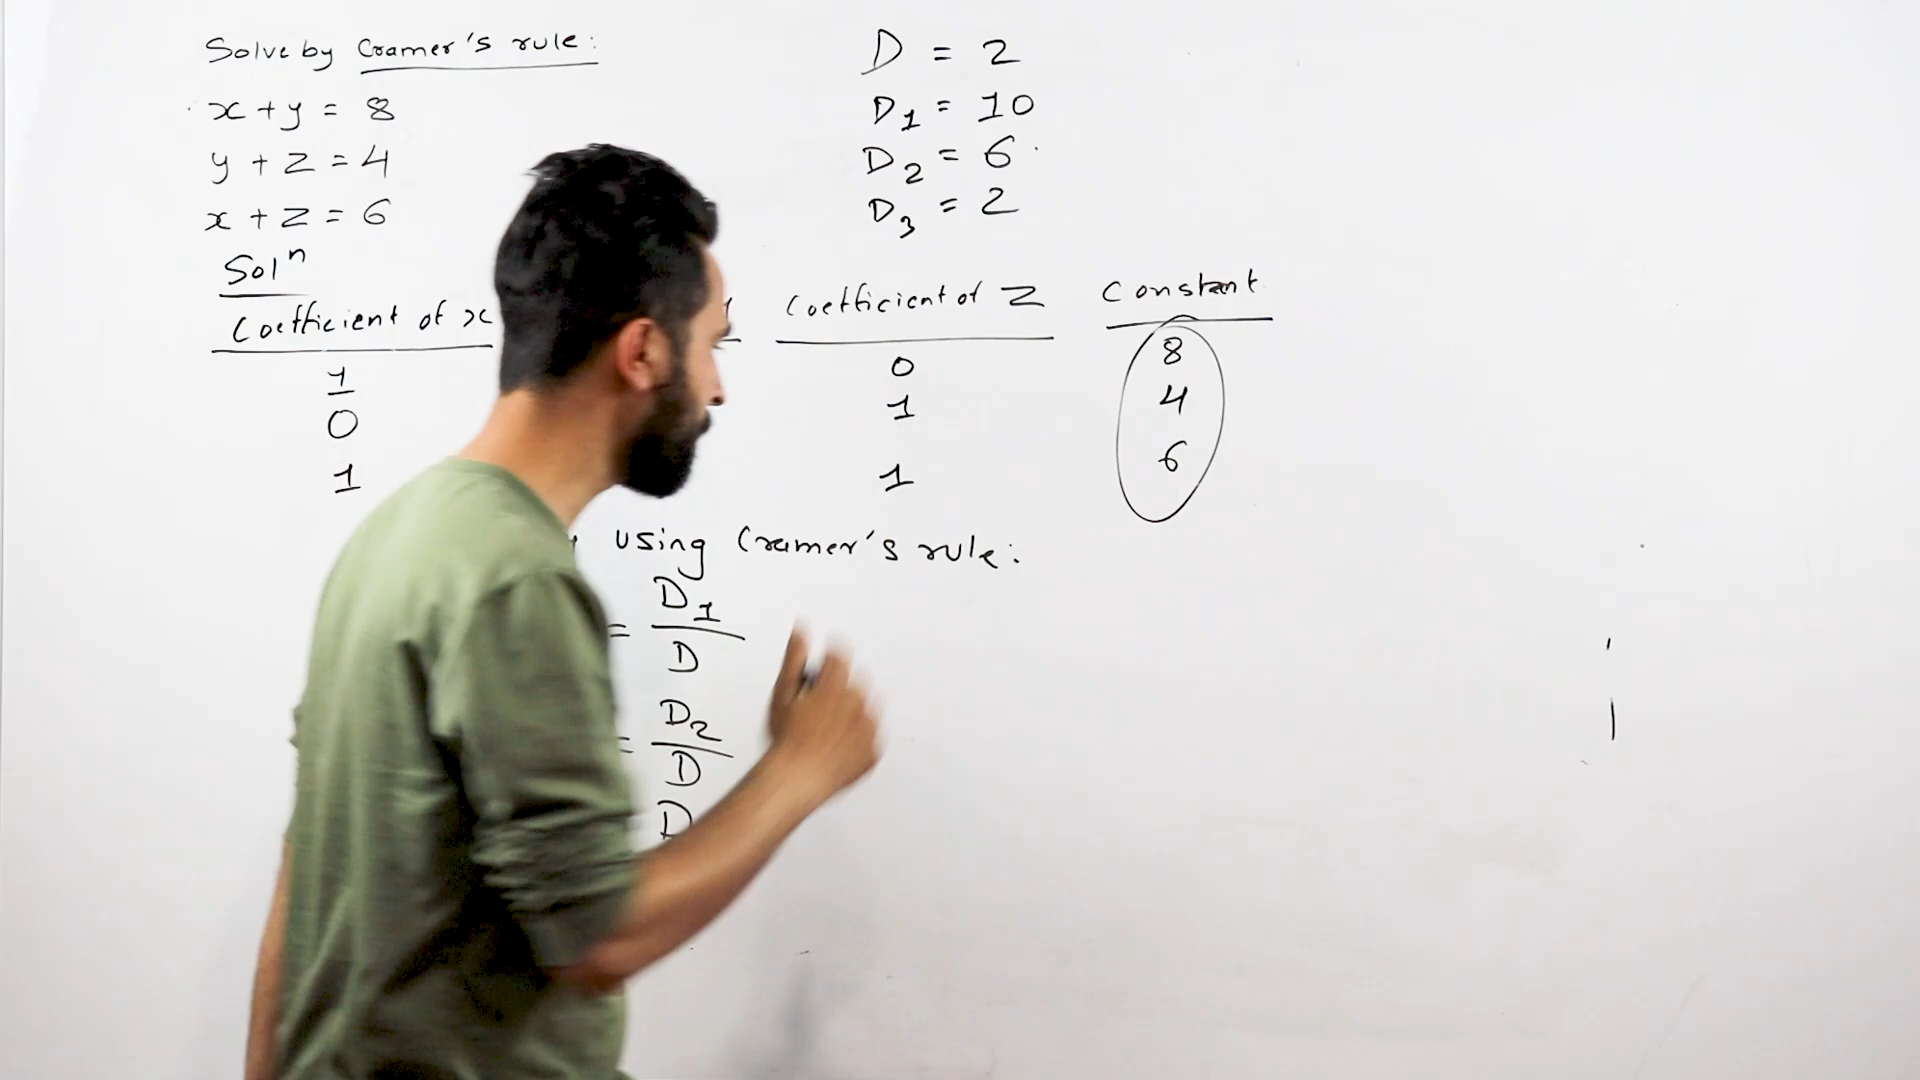 Solve by Cramer's rule:
x + y = 8
y + z = 4
x + z = 6
D = 2
D1 = 10
D2 = 6
D3 = 2
Solⁿ
Coefficient of x
Coefficient of z
Constant
1 0 8
0 1 4
1 1 6
using Cramer's rule:
= D1
D
= D2
D
D